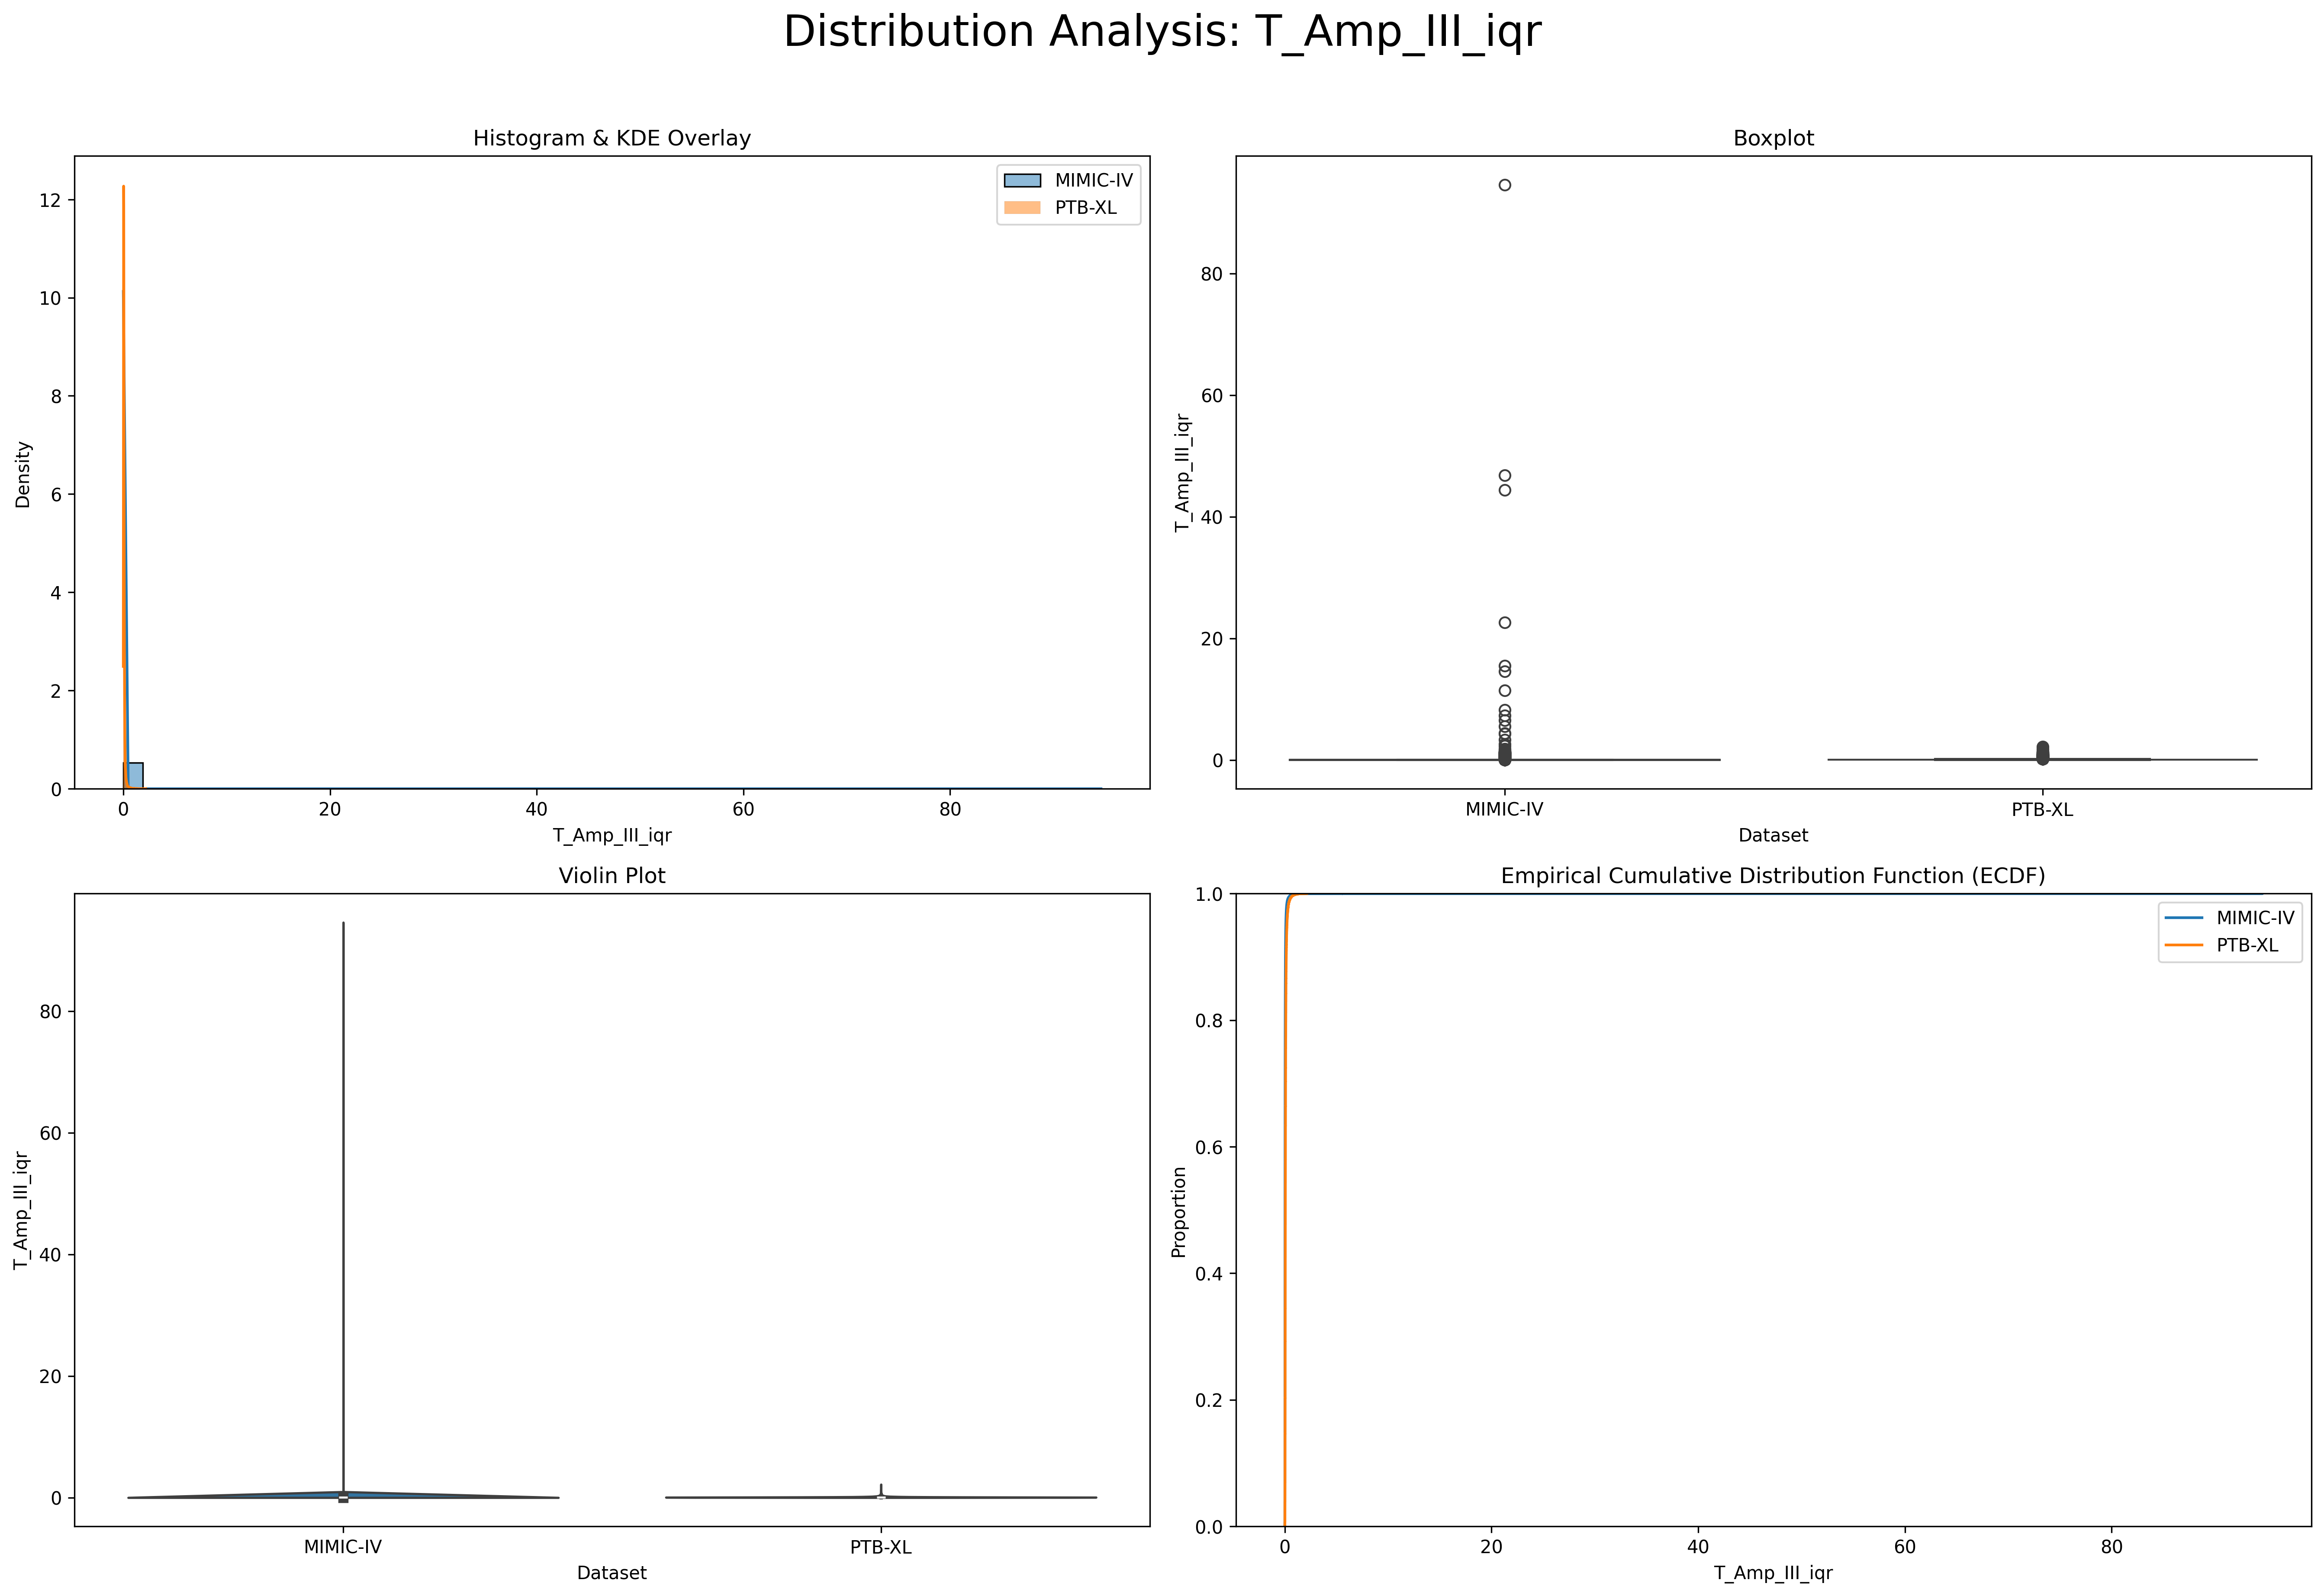 Distribution Analysis: T_Amp_III_iqr
Histogram & KDE Overlay
MIMIC-IV
PTB-XL
12
10
8
6
4
2
0
Density
0 20 40 60 80
T_Amp_III_iqr
Boxplot
80
60
40
20
0
T_Amp_III_iqr
MIMIC-IV PTB-XL
Dataset
Violin Plot
80
60
40
20
0
T_Amp_III_iqr
MIMIC-IV PTB-XL
Dataset
Empirical Cumulative Distribution Function (ECDF)
MIMIC-IV
PTB-XL
1.0
0.8
0.6
0.4
0.2
0.0
Proportion
0 20 40 60 80
T_Amp_III_iqr